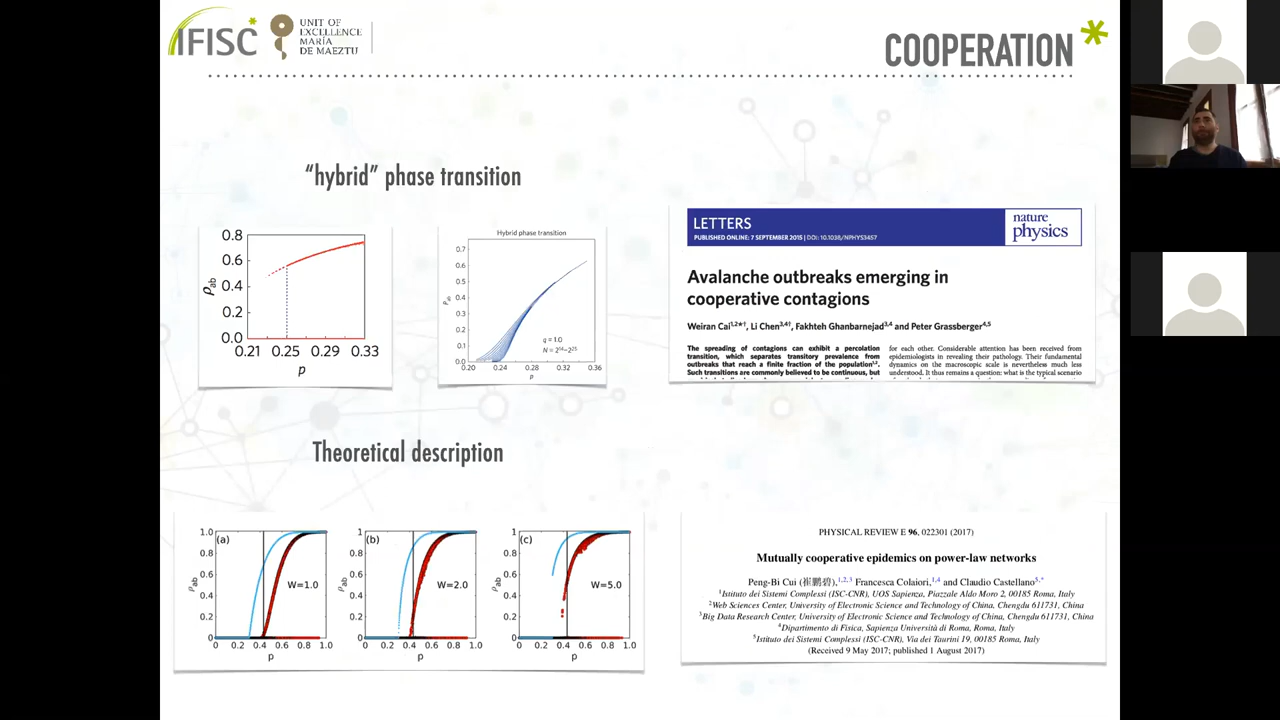 IFISC
UNIT OF
EXCELLENCE
MARÍA
DE MAEZTU
COOPERATION
“hybrid” phase transition
0.8
0.6
0.4
0.2
0.0
ρab
0.21 0.25 0.29 0.33
p
Hybrid phase transition
0.7
0.6
0.5
0.4
0.3
0.2
0.1
0.0
q = 1.0
0.20 0.24 0.28 0.32 0.36
p
LETTERS
PUBLISHED ONLINE: 7 SEPTEMBER 2015 | DOI: 10.1038/NPHYS3457
nature
physics
Avalanche outbreaks emerging in
cooperative contagions
Weiran Cai1,2*†, Li Chen3,4†, Fakhteh Ghanbarnejad3,4 and Peter Grassberger4,5
The spreading of contagions can exhibit a percolation
transition, which separates transitory prevalence from
outbreaks that reach a finite fraction of the population1,2.
Such transitions are commonly believed to be continuous, but
for each other. Considerable attention has been received from
epidemiologists in revealing their pathology. Their fundamental
dynamics on the macroscopic scale is nevertheless much less
understood. It thus remains a question: what is the typical scenario
Theoretical description
(a)
1.0
0.8
0.6
0.4
0.2
0
ρab
W=1.0
0 0.2 0.4 0.6 0.8 1.0
p
(b)
1
0.8
0.6
0.4
0.2
0
ρab
W=2.0
0 0.2 0.4 0.6 0.8 1.0
p
(c)
1
0.8
0.6
0.4
0.2
0
ρab
W=5.0
0 0.2 0.4 0.6 0.8 1.0
p
PHYSICAL REVIEW E 96, 022301 (2017)
Mutually cooperative epidemics on power-law networks
Peng-Bi Cui (崔鹏碧),1,2,3 Francesca Colaiori,1,4 and Claudio Castellano5,*
1Istituto dei Sistemi Complessi (ISC-CNR), UOS Sapienza, Piazzale Aldo Moro 2, 00185 Roma, Italy
2Web Sciences Center, University of Electronic Science and Technology of China, Chengdu 611731, China
3Big Data Research Center, University of Electronic Science and Technology of China, Chengdu 611731, China
4Dipartimento di Fisica, Sapienza Università di Roma, Roma, Italy
5Istituto dei Sistemi Complessi (ISC-CNR), Via dei Taurini 19, 00185 Roma, Italy
(Received 9 May 2017; published 1 August 2017)